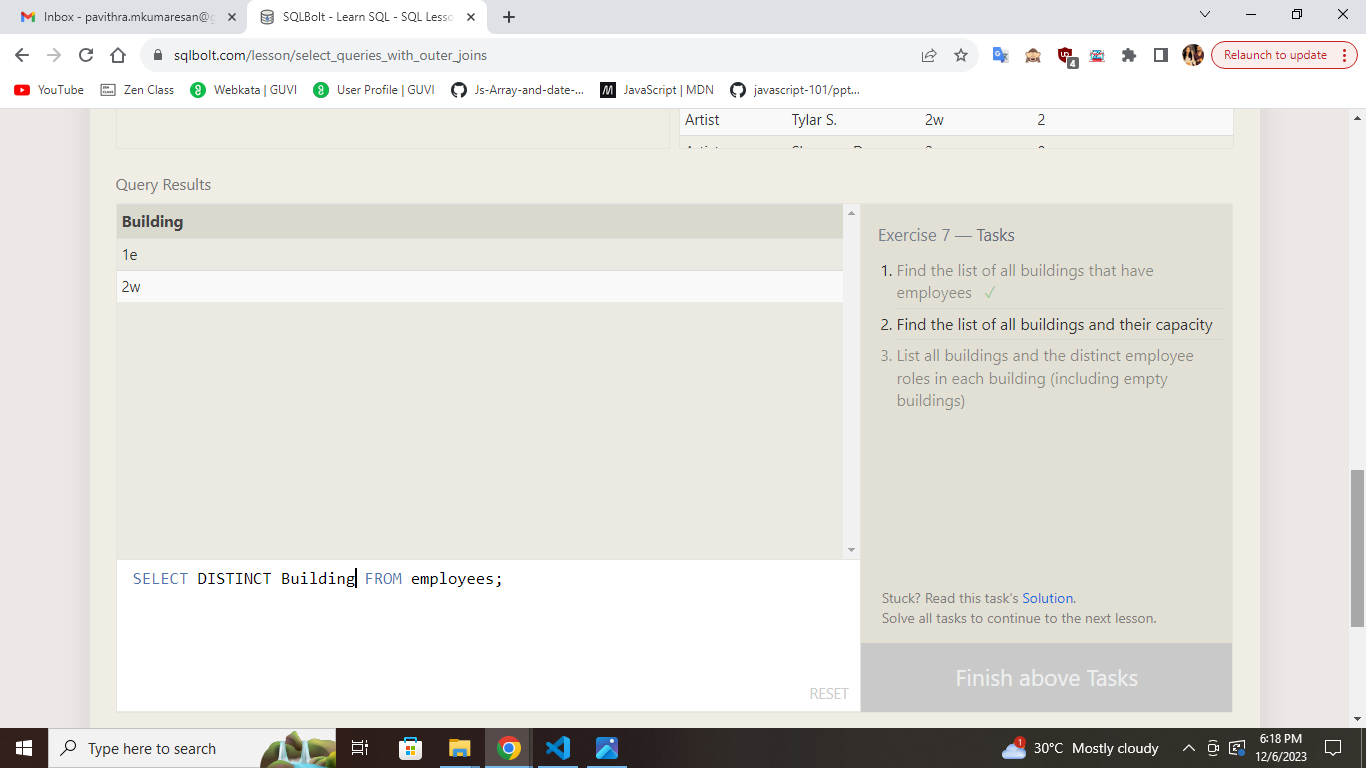 Inbox - pavithra.mkumaresan@g
SQLBolt - Learn SQL - SQL Lesso
sqlbolt.com/lesson/select_queries_with_outer_joins
4
Relaunch to update
YouTube
Zen Class
Webkata | GUVI
User Profile | GUVI
Js-Array-and-date-...
JavaScript | MDN
javascript-101/ppt...
Artist Tylar S. 2w 2
Query Results
Building
1e
2w
Exercise 7 — Tasks
1. Find the list of all buildings that have
employees ✓
2. Find the list of all buildings and their capacity
3. List all buildings and the distinct employee
roles in each building (including empty
buildings)
SELECT DISTINCT Building FROM employees;
RESET
Stuck? Read this task's Solution.
Solve all tasks to continue to the next lesson.
Finish above Tasks
Type here to search
1
30°C Mostly cloudy
6:18 PM
12/6/2023